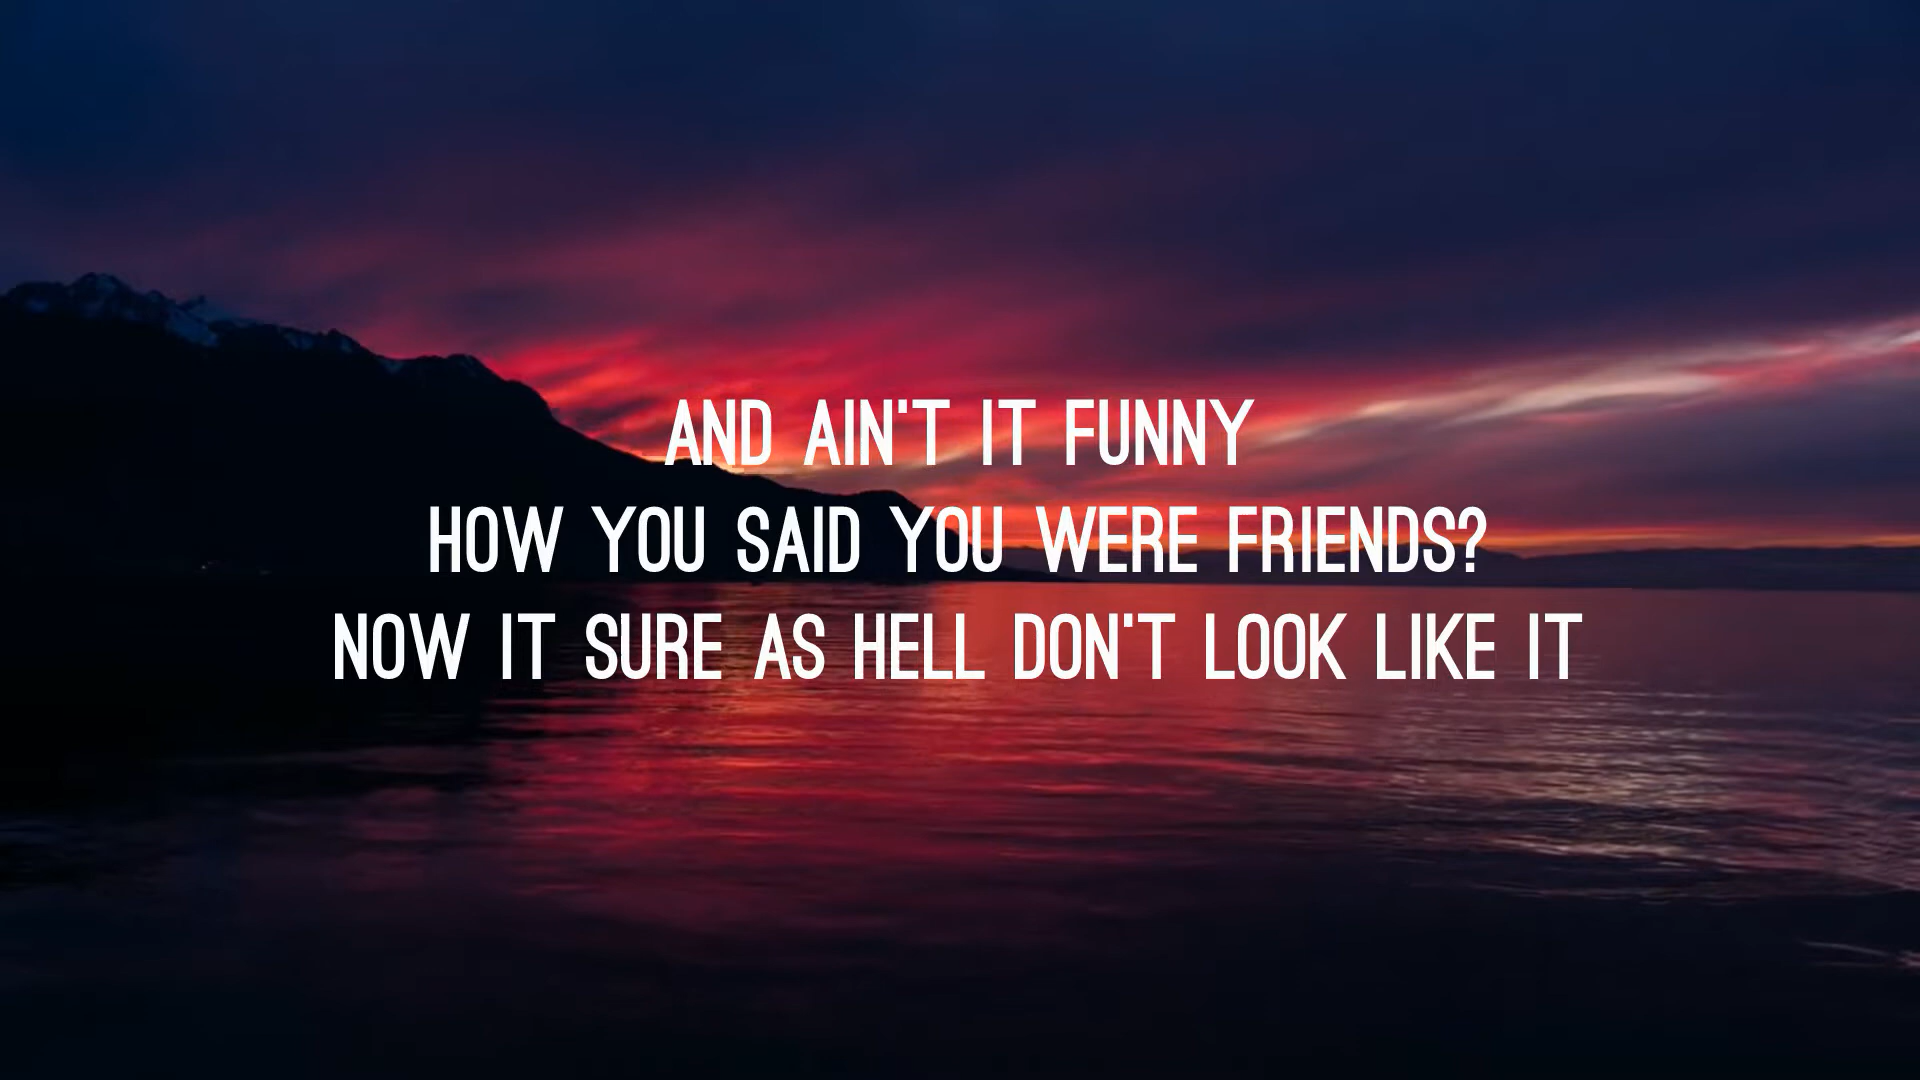 AND AIN'T IT FUNNY
HOW YOU SAID YOU WERE FRIENDS?
NOW IT SURE AS HELL DON'T LOOK LIKE IT